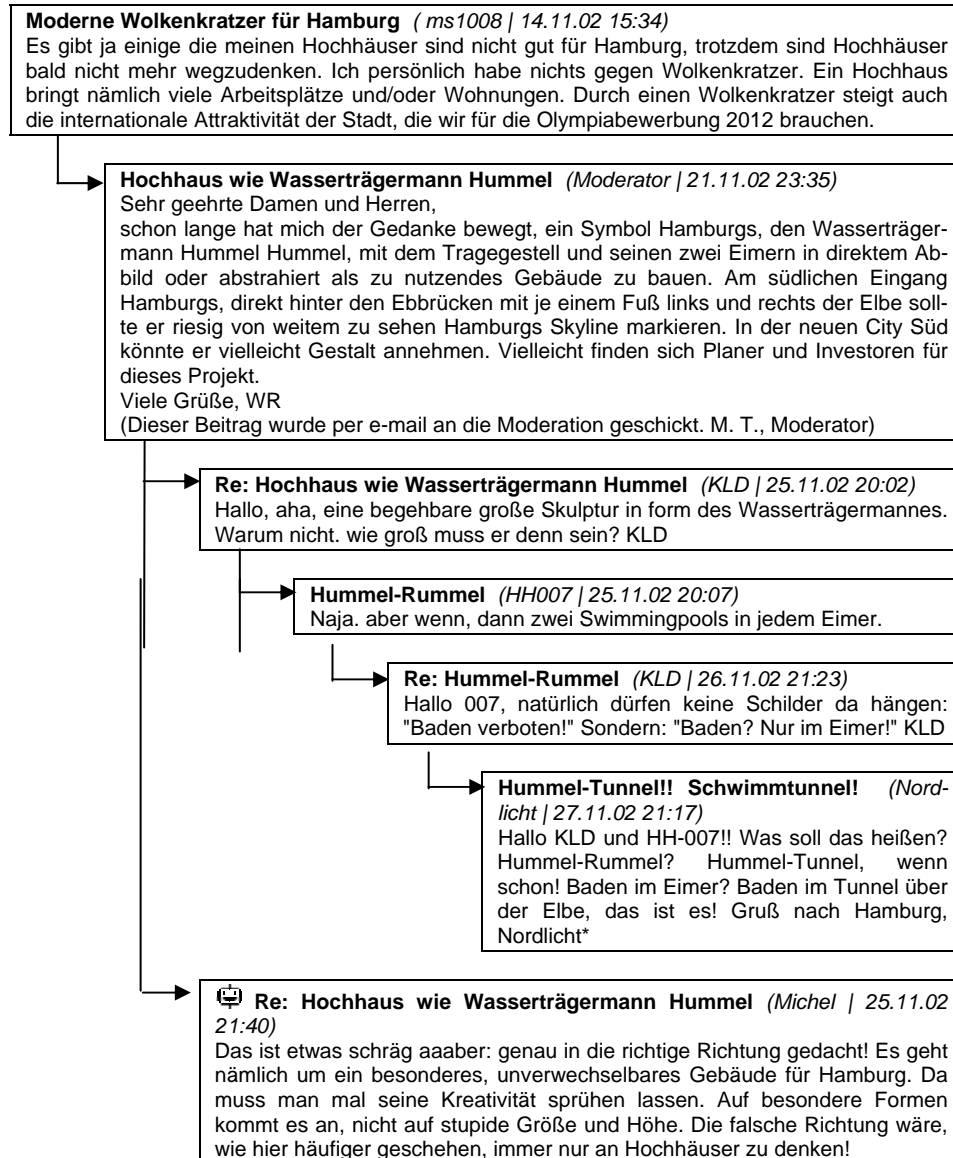 Moderne Wolkenkratzer für Hamburg ( ms1008 | 14.11.02 15:34)
Es gibt ja einige die meinen Hochhäuser sind nicht gut für Hamburg, trotzdem sind Hochhäuser
bald nicht mehr wegzudenken. Ich persönlich habe nichts gegen Wolkenkratzer. Ein Hochhaus
bringt nämlich viele Arbeitsplätze und/oder Wohnungen. Durch einen Wolkenkratzer steigt auch
die internationale Attraktivität der Stadt, die wir für die Olympiabewerbung 2012 brauchen.
Hochhaus wie Wasserträgermann Hummel (Moderator | 21.11.02 23:35)
Sehr geehrte Damen und Herren,
schon lange hat mich der Gedanke bewegt, ein Symbol Hamburgs, den Wasserträger-
mann Hummel Hummel, mit dem Tragegestell und seinen zwei Eimern in direktem Ab-
bild oder abstrahiert als zu nutzendes Gebäude zu bauen. Am südlichen Eingang
Hamburgs, direkt hinter den Ebbrücken mit je einem Fuß links und rechts der Elbe soll-
te er riesig von weitem zu sehen Hamburgs Skyline markieren. In der neuen City Süd
könnte er vielleicht Gestalt annehmen. Vielleicht finden sich Planer und Investoren für
dieses Projekt.
Viele Grüße, WR
(Dieser Beitrag wurde per e-mail an die Moderation geschickt. M. T., Moderator)
Re: Hochhaus wie Wasserträgermann Hummel (KLD | 25.11.02 20:02)
Hallo, aha, eine begehbare große Skulptur in form des Wasserträgermannes.
Warum nicht. wie groß muss er denn sein? KLD
Hummel-Rummel (HH007 | 25.11.02 20:07)
Naja. aber wenn, dann zwei Swimmingpools in jedem Eimer.
Re: Hummel-Rummel (KLD | 26.11.02 21:23)
Hallo 007, natürlich dürfen keine Schilder da hängen:
"Baden verboten!" Sondern: "Baden? Nur im Eimer!" KLD
Hummel-Tunnel!! Schwimmtunnel! (Nord-
licht | 27.11.02 21:17)
Hallo KLD und HH-007!! Was soll das heißen?
Hummel-Rummel? Hummel-Tunnel, wenn
schon! Baden im Eimer? Baden im Tunnel über
der Elbe, das ist es! Gruß nach Hamburg,
Nordlicht*
Re: Hochhaus wie Wasserträgermann Hummel (Michel | 25.11.02
21:40)
Das ist etwas schräg aaaber: genau in die richtige Richtung gedacht! Es geht
nämlich um ein besonderes, unverwechselbares Gebäude für Hamburg. Da
muss man mal seine Kreativität sprühen lassen. Auf besondere Formen
kommt es an, nicht auf stupide Größe und Höhe. Die falsche Richtung wäre,
wie hier häufiger geschehen, immer nur an Hochhäuser zu denken!